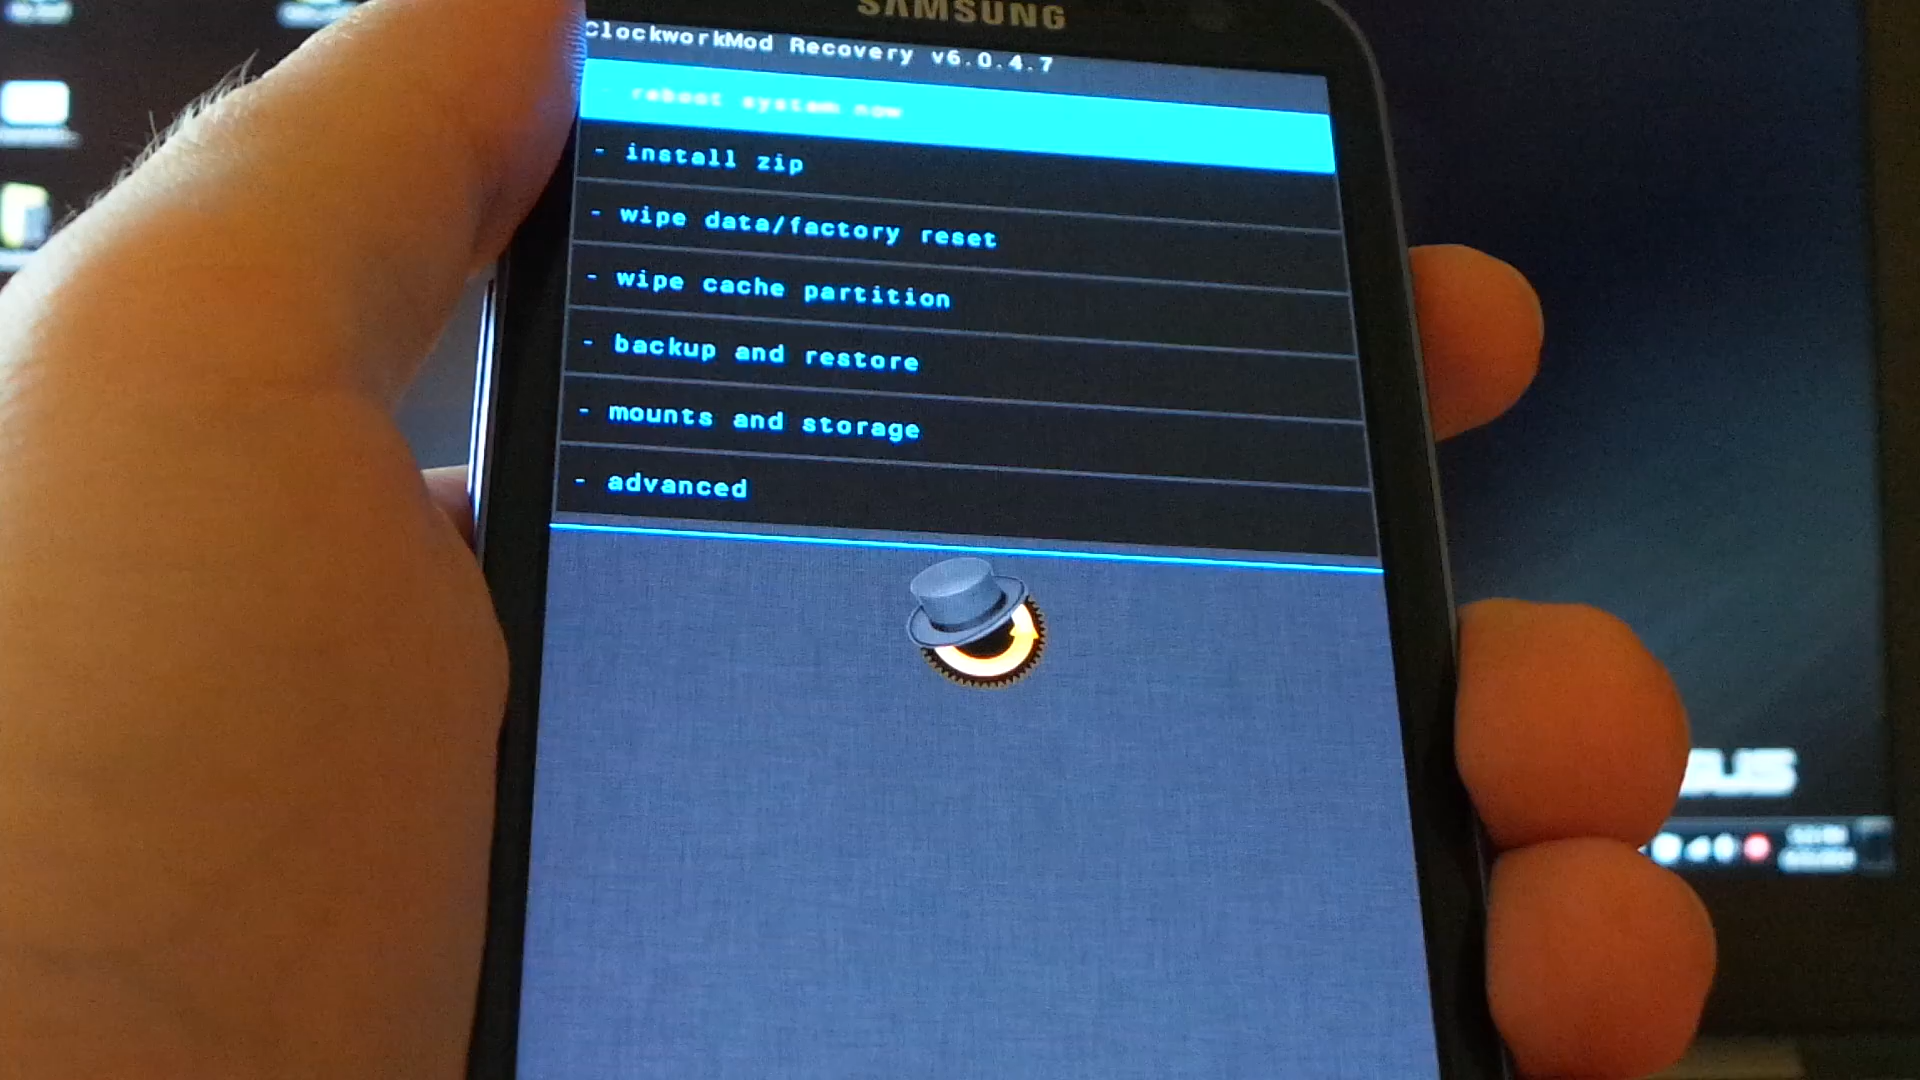 SAMSUNG
ClockworkMod Recovery v6.0.4.7
- reboot system now
- install zip
- wipe data/factory reset
- wipe cache partition
- backup and restore
- mounts and storage
- advanced